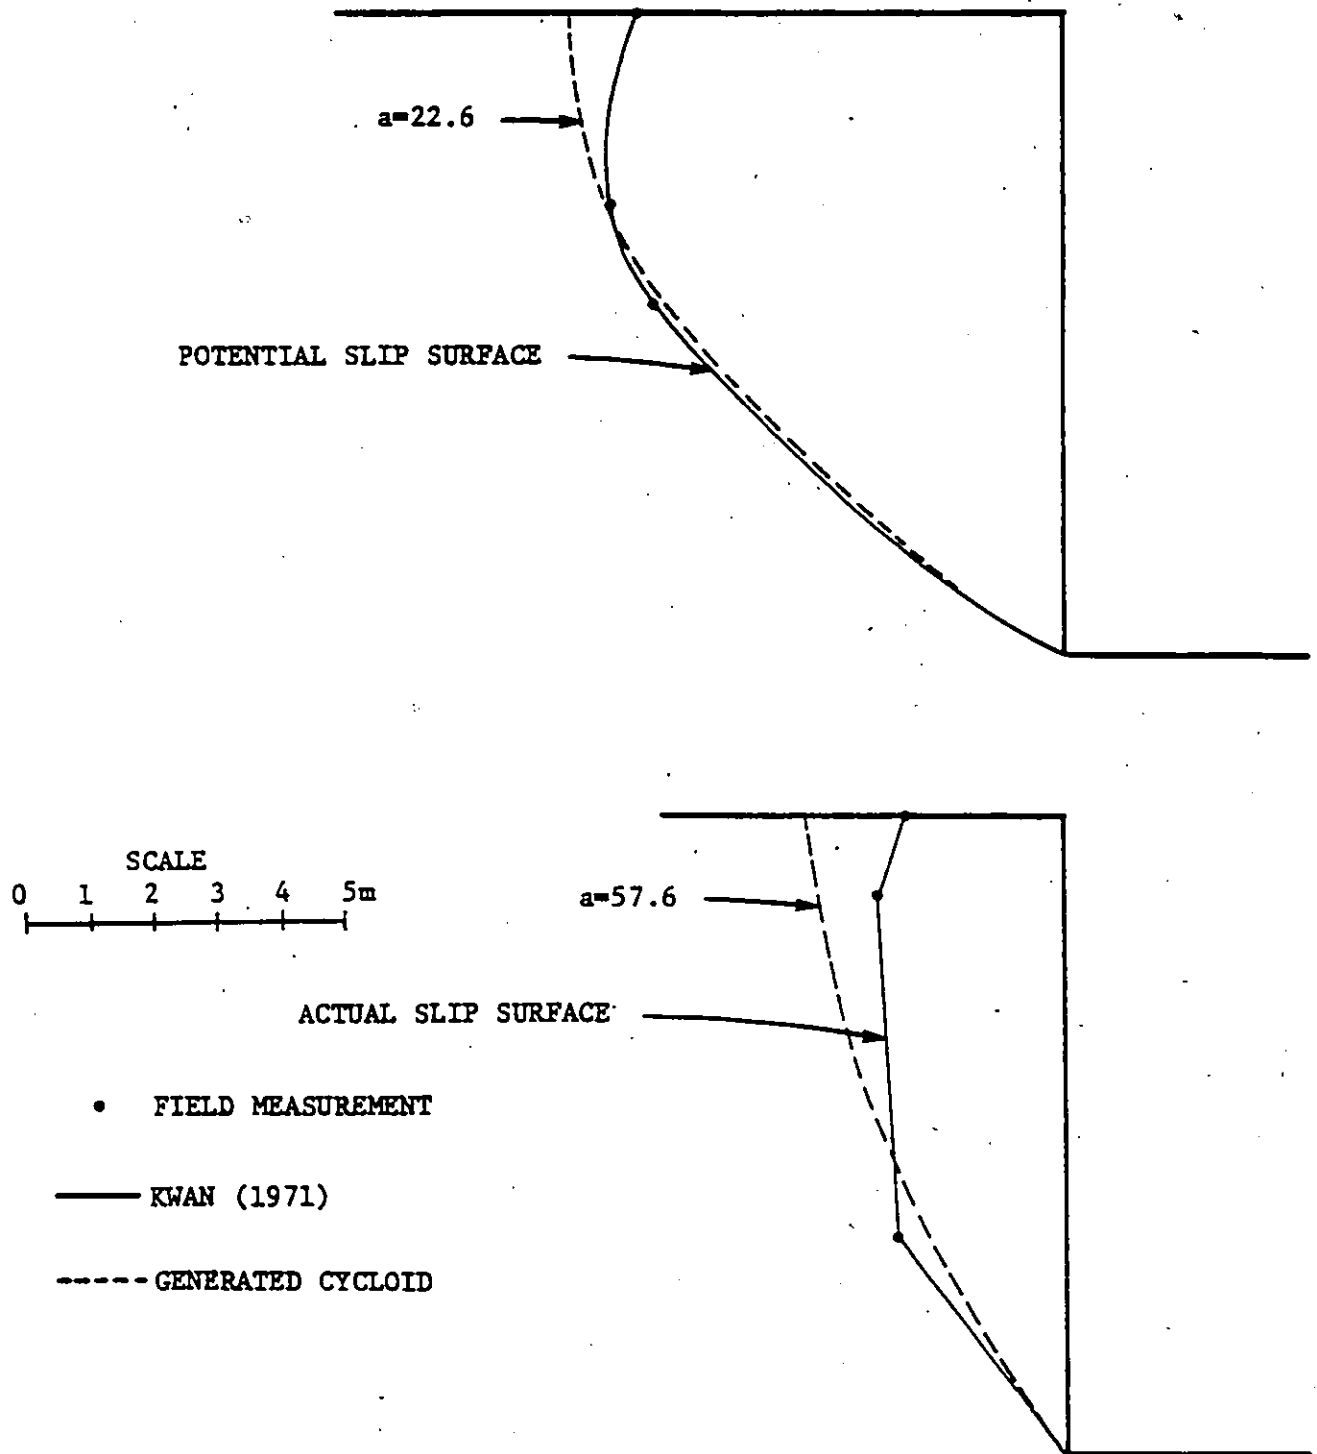 a=22.6
POTENTIAL SLIP SURFACE
SCALE
0 1 2 3 4 5m
a=57.6
ACTUAL SLIP SURFACE
• FIELD MEASUREMENT
KWAN (1971)
GENERATED CYCLOID